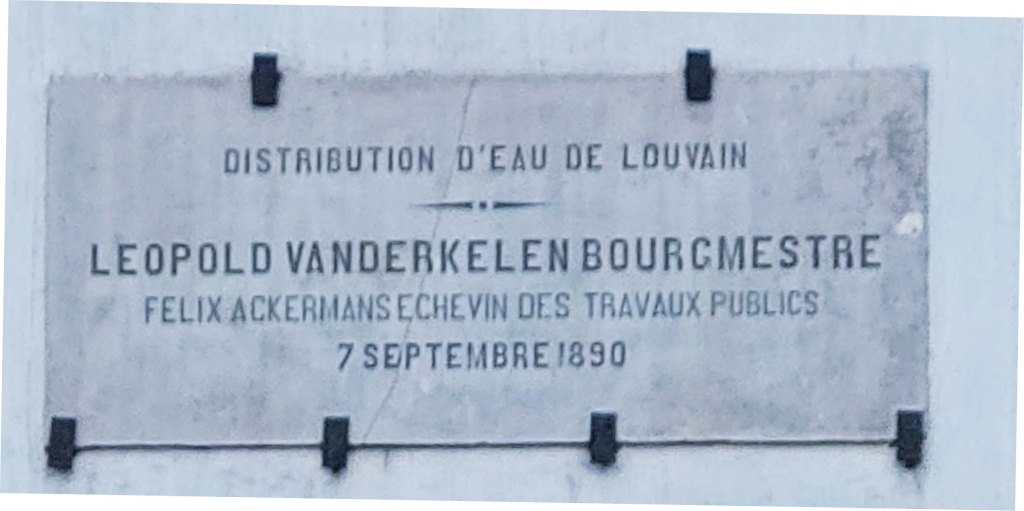 DISTRIBUTION D'EAU DE LOUVAIN
LEOPOLD VANDERKELEN BOURGMESTRE
FELIX ACKERMANS ECHEVIN DES TRAVAUX PUBLICS
7 SEPTEMBRE 1890